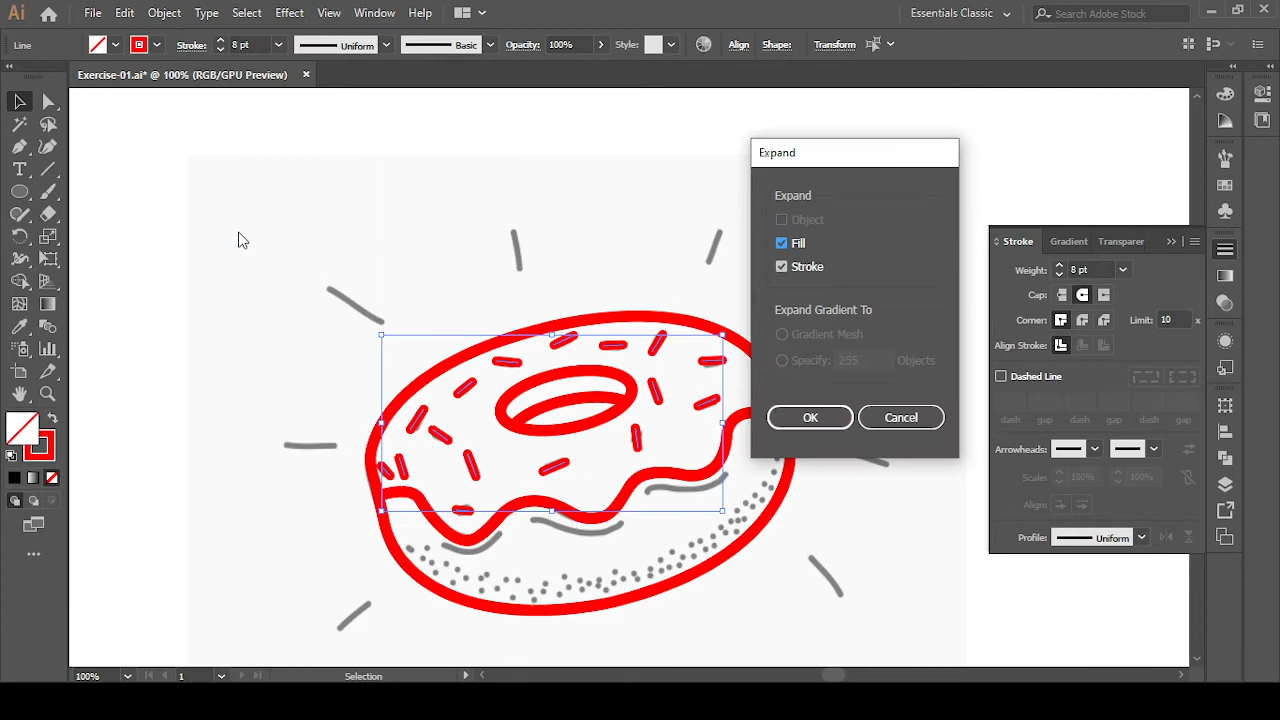 Ai File Edit Object Type Select Effect View Window Help Essentials Classic Search Adobe Stock
Line Stroke: 8 pt Uniform Basic Opacity: 100% Style: Align Shape: Transform
Exercise-01.ai* @ 100% (RGB/GPU Preview)
Expand
Expand
Object
Fill
Stroke
Expand Gradient To
Gradient Mesh
Specify: 255 Objects
OK Cancel
Stroke Gradient Transparer
Weight: 8 pt
Cap:
Corner: Limit: 10 x
Align Stroke:
Dashed Line
dash gap dash gap dash gap
Arrowheads:
Scale: 100% 100%
Align:
Profile: Uniform
100% 1 Selection